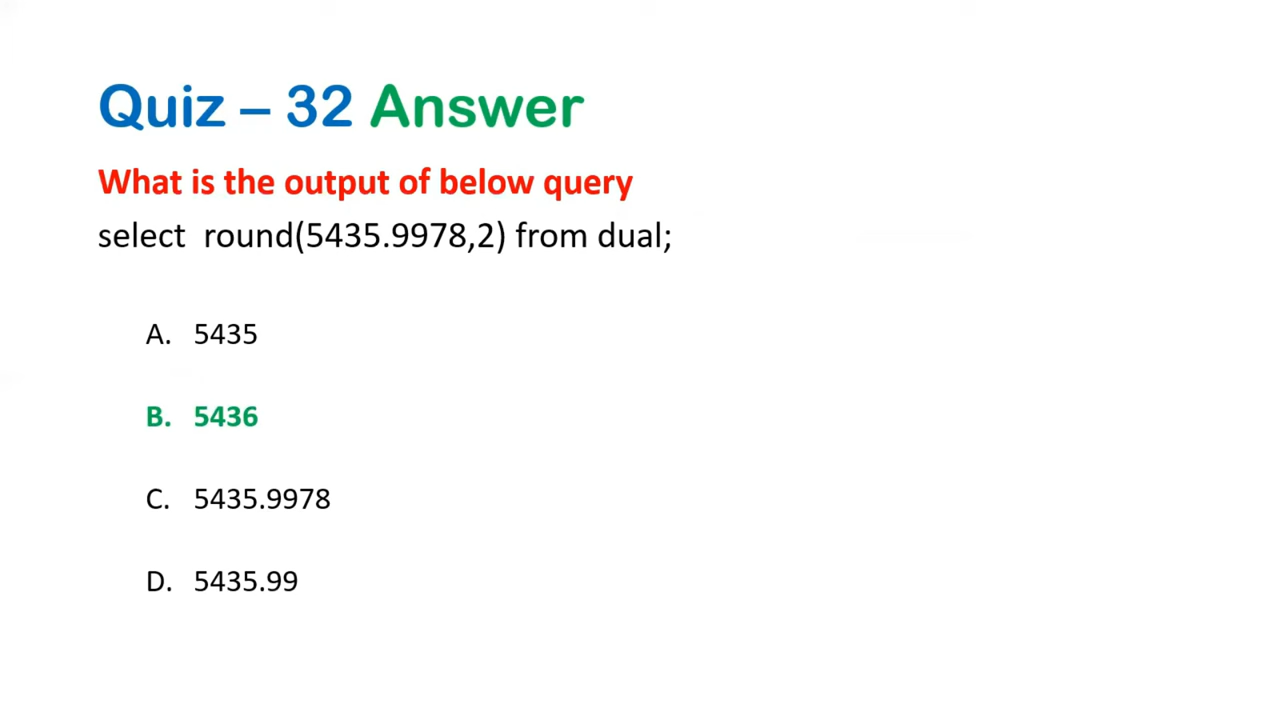 Quiz – 32 Answer
What is the output of below query
select round(5435.9978,2) from dual;
A. 5435
B. 5436
C. 5435.9978
D. 5435.99